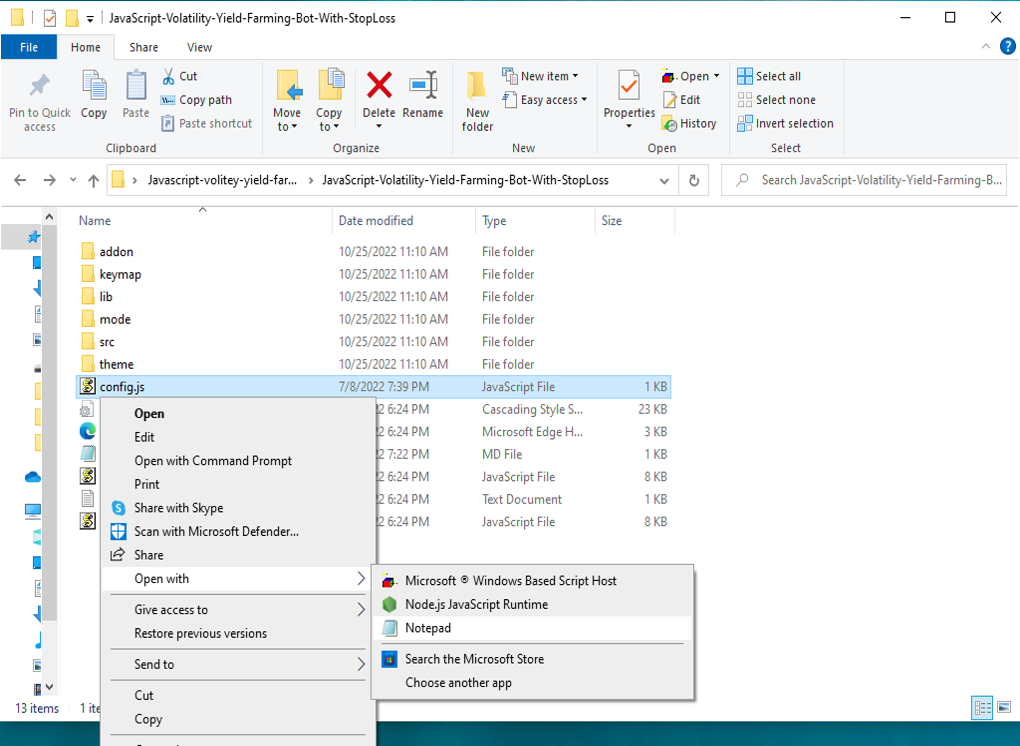 JavaScript-Volatility-Yield-Farming-Bot-With-StopLoss
File Home Share View
Pin to Quick access
Copy
Paste
Cut
Copy path
Paste shortcut
Clipboard
Move to
Copy to
Delete
Rename
Organize
New folder
New item
Easy access
New
Properties
Open
Edit
History
Open
Select all
Select none
Invert selection
Select
Javascript-volitey-yield-far... JavaScript-Volatility-Yield-Farming-Bot-With-StopLoss
Search JavaScript-Volatility-Yield-Farming-B...
Name Date modified Type Size
addon 10/25/2022 11:10 AM File folder
keymap 10/25/2022 11:10 AM File folder
lib 10/25/2022 11:10 AM File folder
mode 10/25/2022 11:10 AM File folder
src 10/25/2022 11:10 AM File folder
theme 10/25/2022 11:10 AM File folder
config.js 7/8/2022 7:39 PM JavaScript File 1 KB
22 6:24 PM Cascading Style S... 23 KB
22 6:24 PM Microsoft Edge H... 3 KB
22 7:22 PM MD File 1 KB
22 6:24 PM JavaScript File 8 KB
22 6:24 PM Text Document 1 KB
22 6:24 PM JavaScript File 8 KB
Open
Edit
Open with Command Prompt
Print
Share with Skype
Scan with Microsoft Defender...
Share
Open with
Give access to
Restore previous versions
Send to
Cut
Copy
Microsoft ® Windows Based Script Host
Node.js JavaScript Runtime
Notepad
Search the Microsoft Store
Choose another app
13 items 1 ite